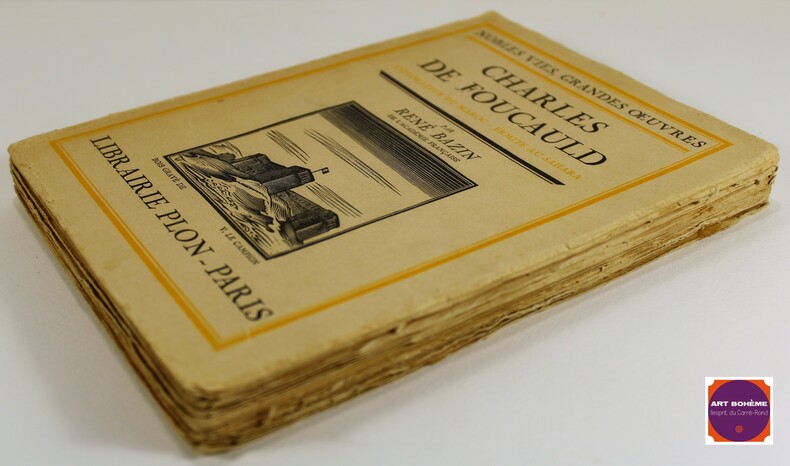 NOBLES VIES, GRANDES ŒUVRES
CHARLES
DE FOUCAULD
EXPLORATEUR DU MAROC, ERMITE AU SAHARA
PAR
RENÉ BAZIN
DE L'ACADÉMIE FRANÇAISE
BOIS GRAVÉ DE
V. LE CAMPION
LIBRAIRIE PLON-PARIS
ART BOHÈME
l'esprit du Carré-Rond